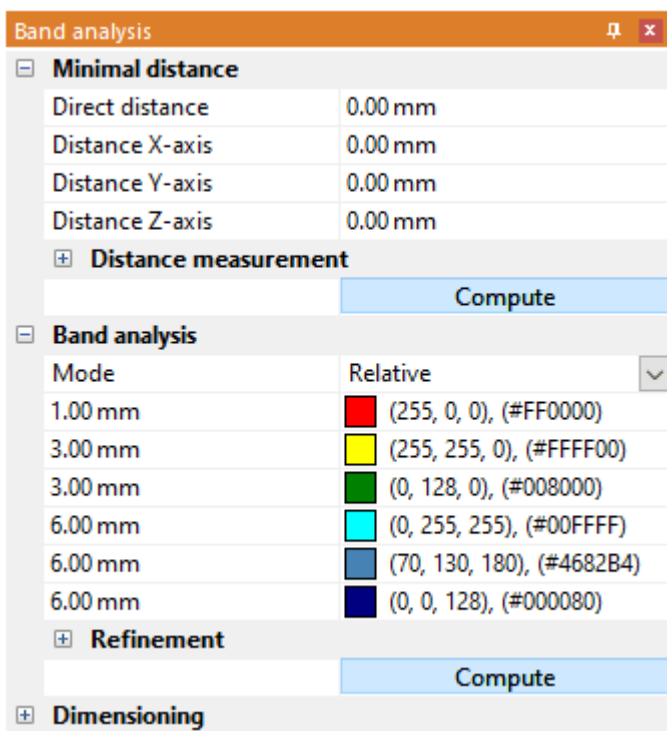 Band analysis
Minimal distance
Direct distance 0.00 mm
Distance X-axis 0.00 mm
Distance Y-axis 0.00 mm
Distance Z-axis 0.00 mm
Distance measurement
Compute
Band analysis
Mode Relative
1.00 mm (255, 0, 0), (#FF0000)
3.00 mm (255, 255, 0), (#FFFF00)
3.00 mm (0, 128, 0), (#008000)
6.00 mm (0, 255, 255), (#00FFFF)
6.00 mm (70, 130, 180), (#4682B4)
6.00 mm (0, 0, 128), (#000080)
Refinement
Compute
Dimensioning